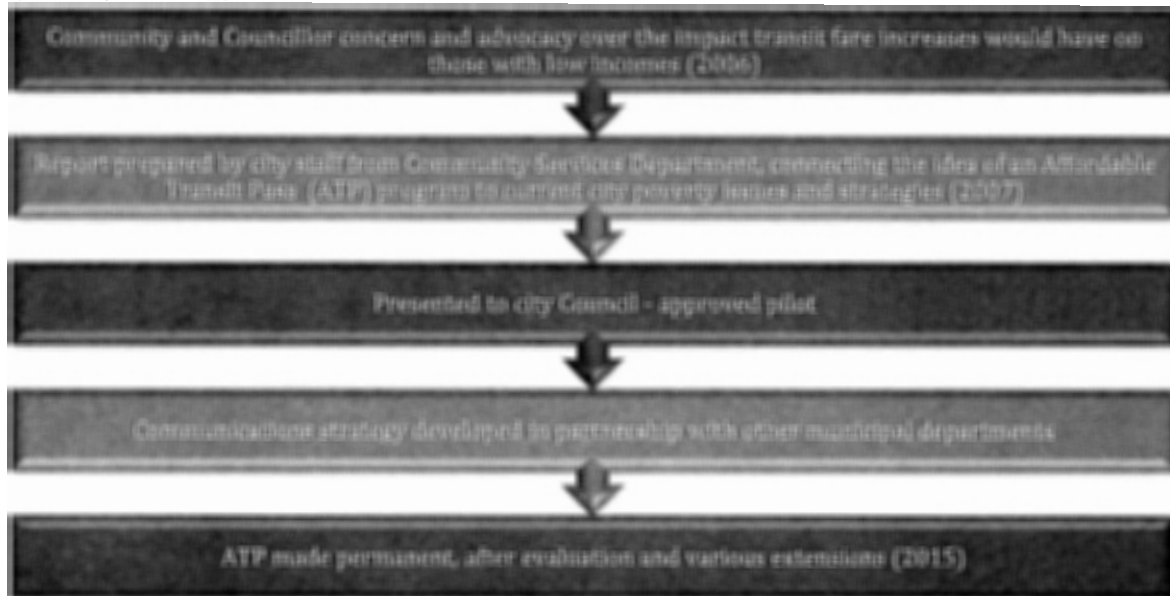 Community and Councillor concern and advocacy over the impact transit fare increases would have on
those with low incomes (2006)
Report prepared by city staff from Community Services Department, connecting the idea of an Affordable
Transit Pass (ATP) program to current city poverty issues and strategies (2007)
Presented to city Council - approved pilot
Communications strategy developed in partnership with other municipal departments
ATP made permanent, after evaluation and various extensions (2015)